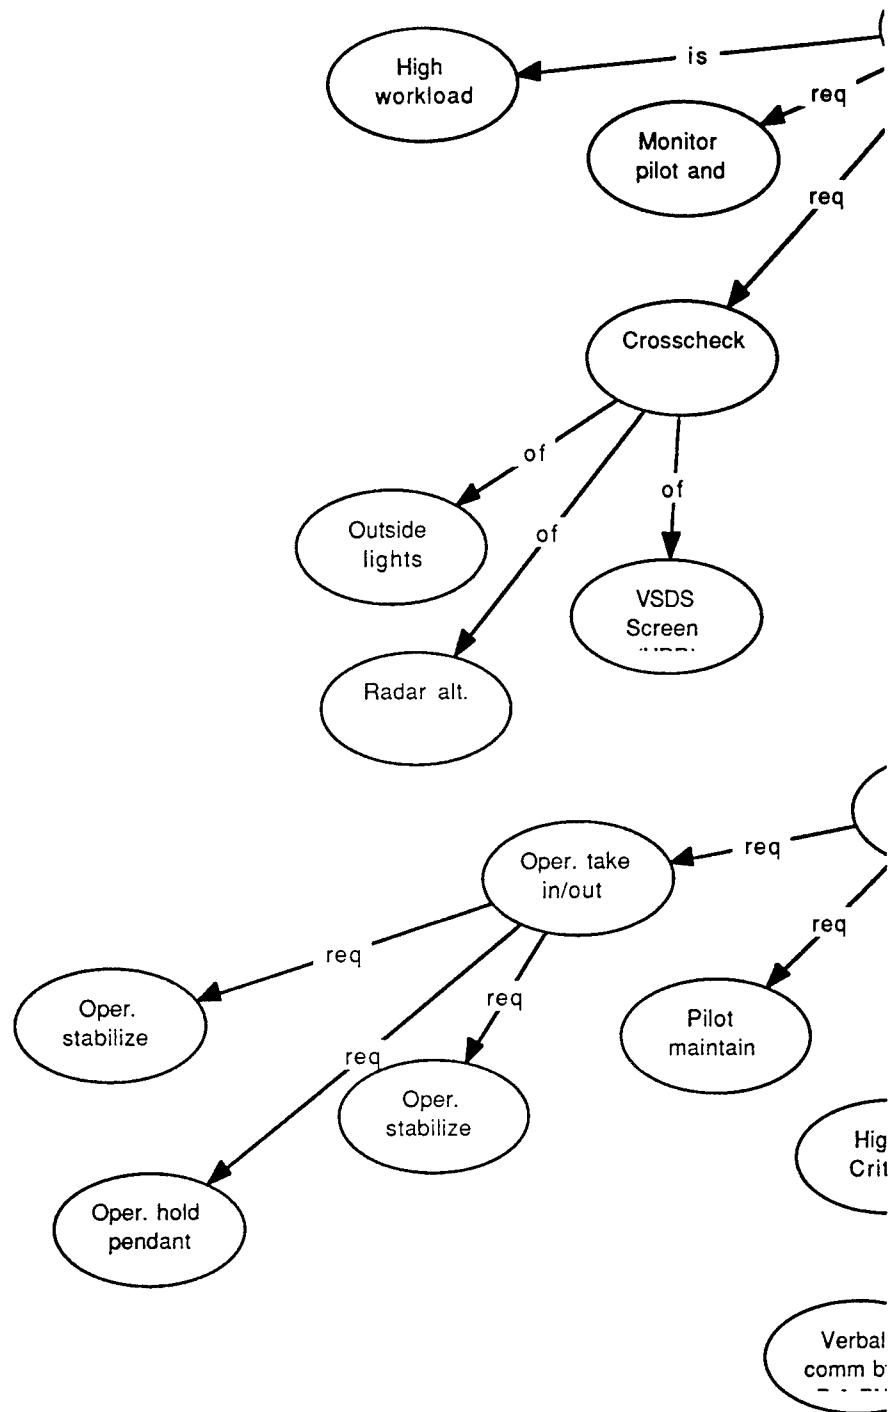 High
workload
is
req
Monitor
pilot and
req
Crosscheck
of
of
of
Outside
lights
VSDS
Screen
Radar alt.
Oper. take
in/out
req
req
req
req
req
Oper.
stabilize
Pilot
maintain
Oper.
stabilize
Oper. hold
pendant
Verbal
comm